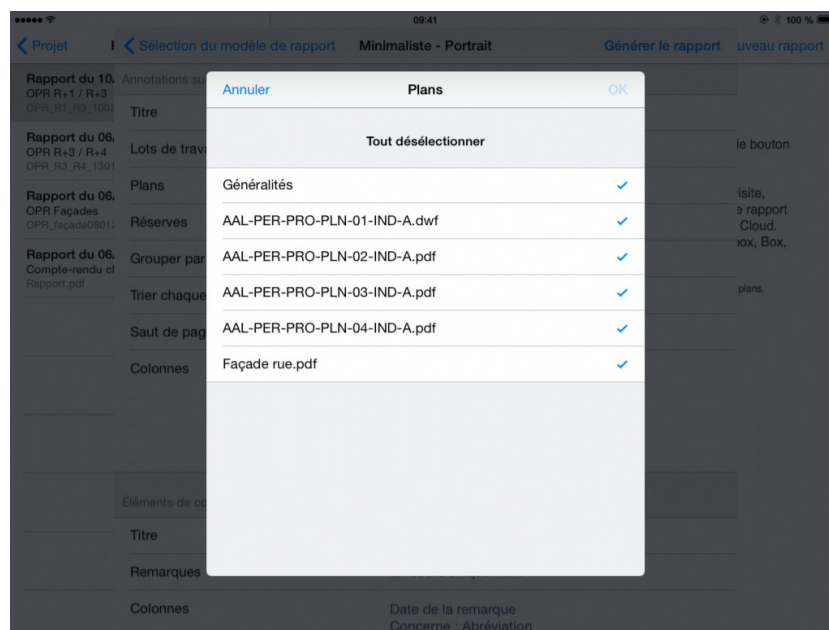 09:41
100 %
Projet
Sélection du modèle de rapport
Minimaliste - Portrait
Générer le rapport
uveau rapport
Rapport du 10
OPR R+1 / R+3
OPR_R1_R3_1002
Rapport du 06
OPR R+3 / R+4
OPR_R3_R4_1301
Rapport du 06
OPR Façades
Rapport du 06
Compte-rendu
Rapport.pdf
Annotations su
Titre
Lots de trav
Plans
Réserves
Grouper par
Trier chaque
Saut de pag
Colonnes
Éléments de
Titre
Remarques
Colonnes
Date de la remarque
Concerne : Abréviation
Annuler
Plans
OK
Tout désélectionner
Généralités
AAL-PER-PRO-PLN-01-IND-A.dwf
AAL-PER-PRO-PLN-02-IND-A.pdf
AAL-PER-PRO-PLN-03-IND-A.pdf
AAL-PER-PRO-PLN-04-IND-A.pdf
Façade rue.pdf
le bouton
visite,
rapport
Cloud.
Box,
plans.